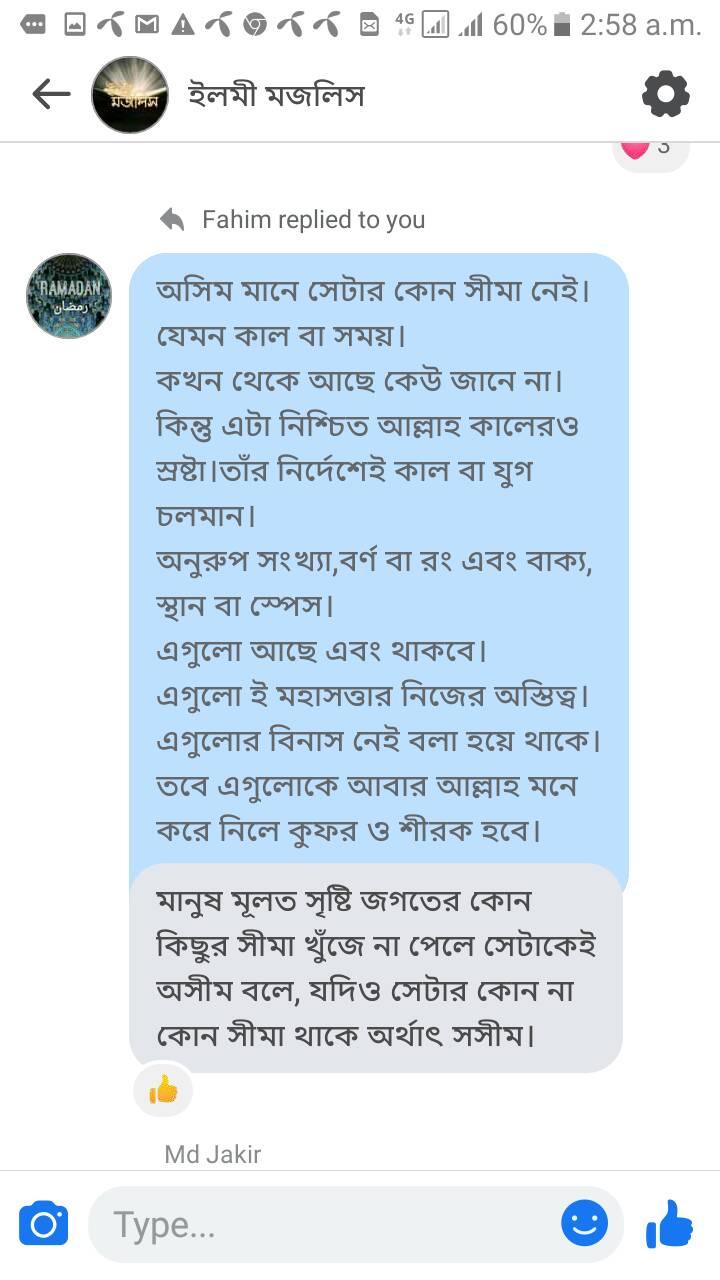 4G 60% 2:58 a.m.
মজলিস
ইলমী মজলিস
3
Fahim replied to you
RAMADAN
رمضان
অসিম মানে সেটার কোন সীমা নেই।
যেমন কাল বা সময়।
কখন থেকে আছে কেউ জানে না।
কিন্তু এটা নিশ্চিত আল্লাহ কালেরও
স্রষ্টা।তাঁর নির্দেশেই কাল বা যুগ
চলমান।
অনুরুপ সংখ্যা,বর্ণ বা রং এবং বাক্য,
স্থান বা স্পেস।
এগুলো আছে এবং থাকবে।
এগুলো ই মহাসত্তার নিজের অস্তিত্ব।
এগুলোর বিনাস নেই বলা হয়ে থাকে।
তবে এগুলোকে আবার আল্লাহ মনে
করে নিলে কুফর ও শীরক হবে।
মানুষ মূলত সৃষ্টি জগতের কোন
কিছুর সীমা খুঁজে না পেলে সেটাকেই
অসীম বলে, যদিও সেটার কোন না
কোন সীমা থাকে অর্থাৎ সসীম।
Md Jakir
Type...